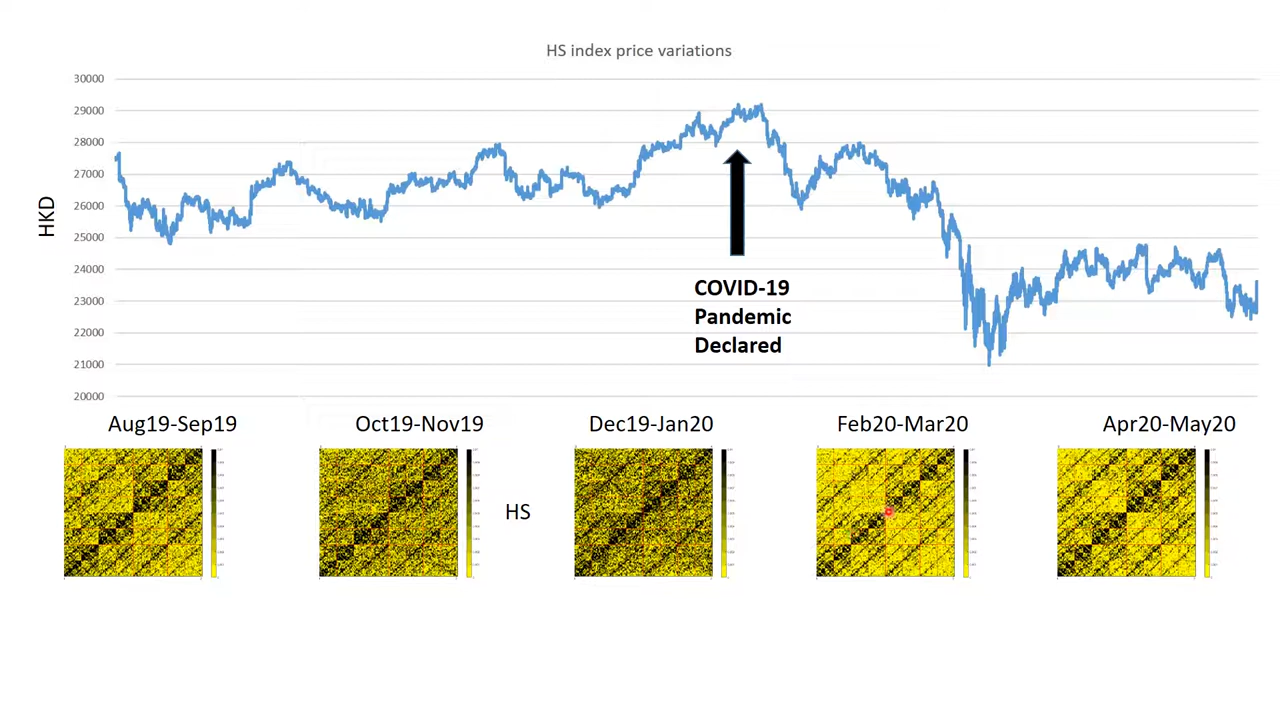 HS index price variations
30000
29000
28000
27000
26000
25000
24000
23000
22000
21000
20000
HKD
COVID-19
Pandemic
Declared
Aug19-Sep19
Oct19-Nov19
Dec19-Jan20
Feb20-Mar20
Apr20-May20
HS